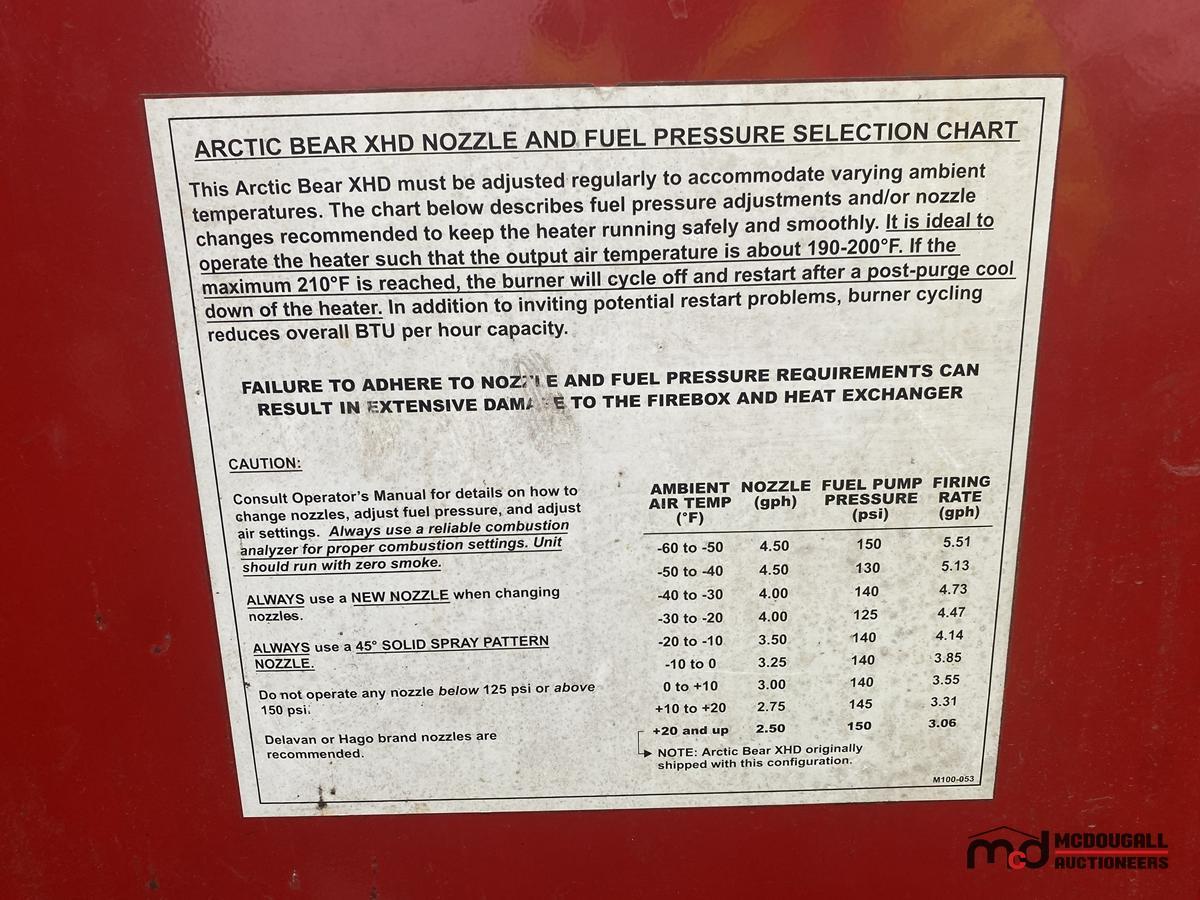 ARCTIC BEAR XHD NOZZLE AND FUEL PRESSURE SELECTION CHART
This Arctic Bear XHD must be adjusted regularly to accommodate varying ambient
temperatures. The chart below describes fuel pressure adjustments and/or nozzle
changes recommended to keep the heater running safely and smoothly. It is ideal to
operate the heater such that the output air temperature is about 190-200°F. If the
maximum 210°F is reached, the burner will cycle off and restart after a post-purge cool
down of the heater. In addition to inviting potential restart problems, burner cycling
reduces overall BTU per hour capacity.
FAILURE TO ADHERE TO NOZZLE AND FUEL PRESSURE REQUIREMENTS CAN
RESULT IN EXTENSIVE DAMAGE TO THE FIREBOX AND HEAT EXCHANGER
CAUTION:
Consult Operator's Manual for details on how to
change nozzles, adjust fuel pressure, and adjust
air settings. Always use a reliable combustion
analyzer for proper combustion settings. Unit
should run with zero smoke.
ALWAYS use a NEW NOZZLE when changing
nozzles.
ALWAYS use a 45° SOLID SPRAY PATTERN
NOZZLE.
Do not operate any nozzle below 125 psi or above
150 psi.
Delavan or Hago brand nozzles are
recommended.
AMBIENT NOZZLE FUEL PUMP FIRING
AIR TEMP (gph) PRESSURE RATE
(°F) (psi) (gph)
-60 to -50 4.50 150 5.51
-50 to -40 4.50 130 5.13
-40 to -30 4.00 140 4.73
-30 to -20 4.00 125 4.47
-20 to -10 3.50 140 4.14
-10 to 0 3.25 140 3.85
0 to +10 3.00 140 3.55
+10 to +20 2.75 145 3.31
+20 and up 2.50 150 3.06
NOTE: Arctic Bear XHD originally
shipped with this configuration.
M100-053
mcd MCDOUGALL
AUCTIONEERS